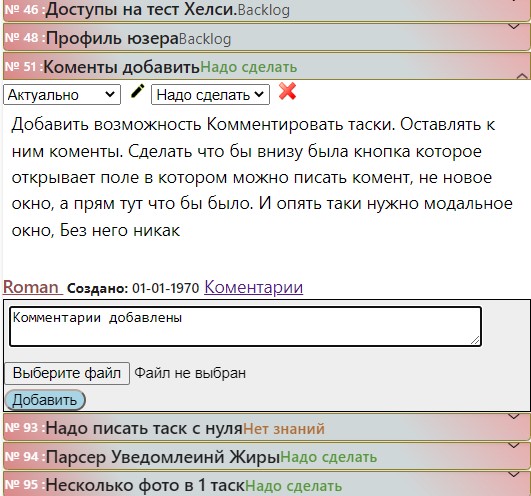 № 46 :Доступы на тест Хелси.Backlog
№ 48 :Профиль юзераBacklog
№ 51 :Коменты добавитьНадо сделать
Актуально Надо сделать
Добавить возможность Комментировать таски. Оставлять к
ним коменты. Сделать что бы внизу была кнопка которое
открывает поле в котором можно писать комент, не новое
окно, а прям тут что бы было. И опять таки нужно модальное
окно, Без него никак
Roman Создано: 01-01-1970 Коментарии
Комментарии добавлены
Выберите файл Файл не выбран
Добавить
№ 93 :Надо писать таск с нуляНет знаний
№ 94 :Парсер Уведомлеинй ЖирыНадо сделать
№ 95 :Несколько фото в 1 таскНадо сделать